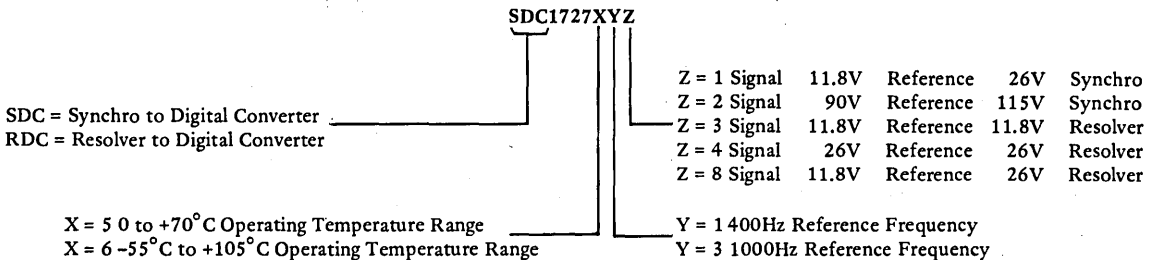 SDC1727XYZ
SDC = Synchro to Digital Converter
RDC = Resolver to Digital Converter
Z = 1 Signal 11.8V Reference 26V Synchro
Z = 2 Signal 90V Reference 115V Synchro
Z = 3 Signal 11.8V Reference 11.8V Resolver
Z = 4 Signal 26V Reference 26V Resolver
Z = 8 Signal 11.8V Reference 26V Resolver
X = 5 0 to +70°C Operating Temperature Range
X = 6 -55°C to +105°C Operating Temperature Range
Y = 1 400Hz Reference Frequency
Y = 3 1000Hz Reference Frequency